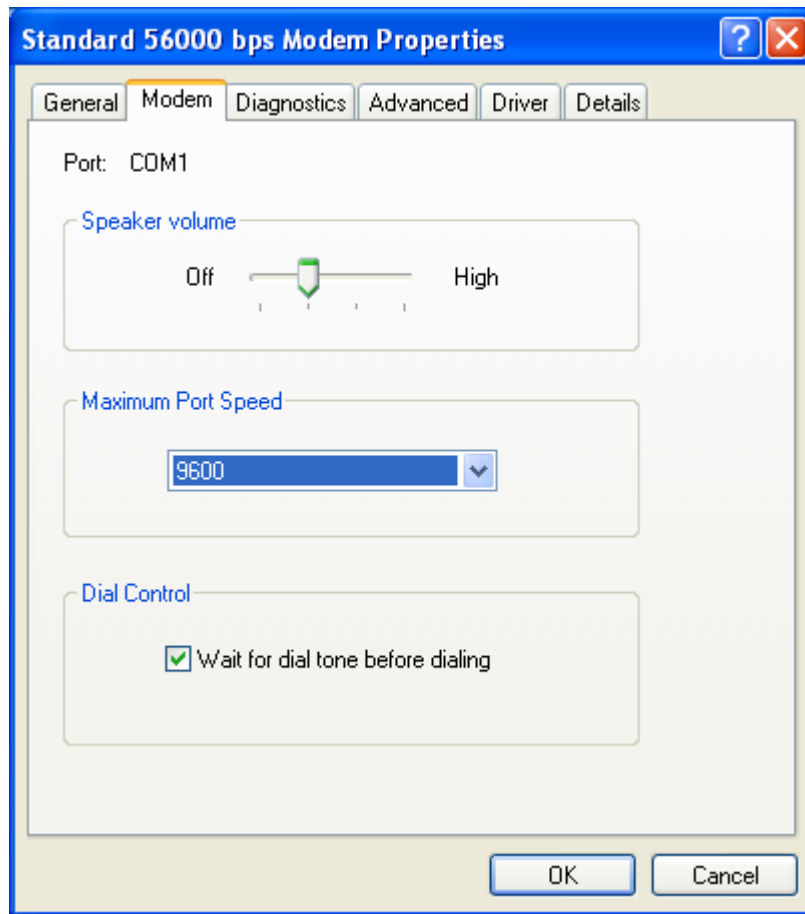 Standard 56000 bps Modem Properties
General Modem Diagnostics Advanced Driver Details
Port: COM1
Speaker volume
Off High
Maximum Port Speed
9600
Dial Control
Wait for dial tone before dialing
OK Cancel